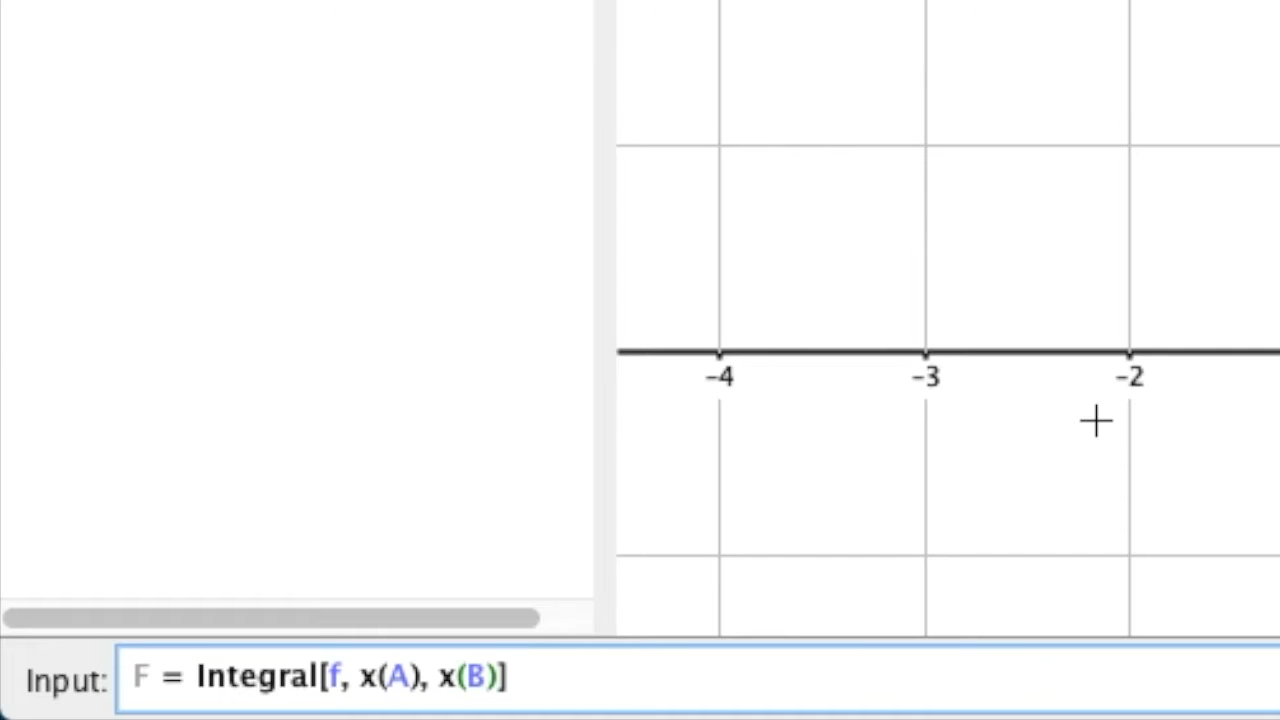 -4 -3 -2
Input: F = Integral[f, x(A), x(B)]